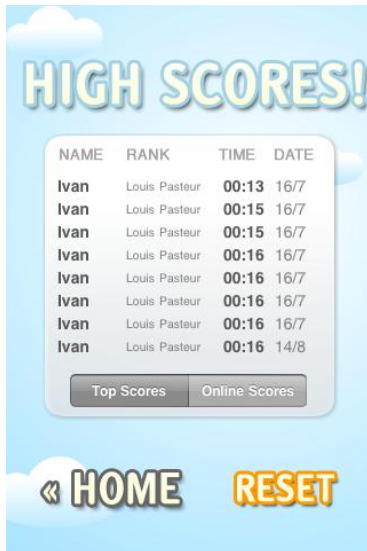 HIGH SCORES!
NAME RANK TIME DATE
Ivan Louis Pasteur 00:13 16/7
Ivan Louis Pasteur 00:15 16/7
Ivan Louis Pasteur 00:15 16/7
Ivan Louis Pasteur 00:16 16/7
Ivan Louis Pasteur 00:16 16/7
Ivan Louis Pasteur 00:16 16/7
Ivan Louis Pasteur 00:16 16/7
Ivan Louis Pasteur 00:16 14/8
Top Scores Online Scores
« HOME RESET